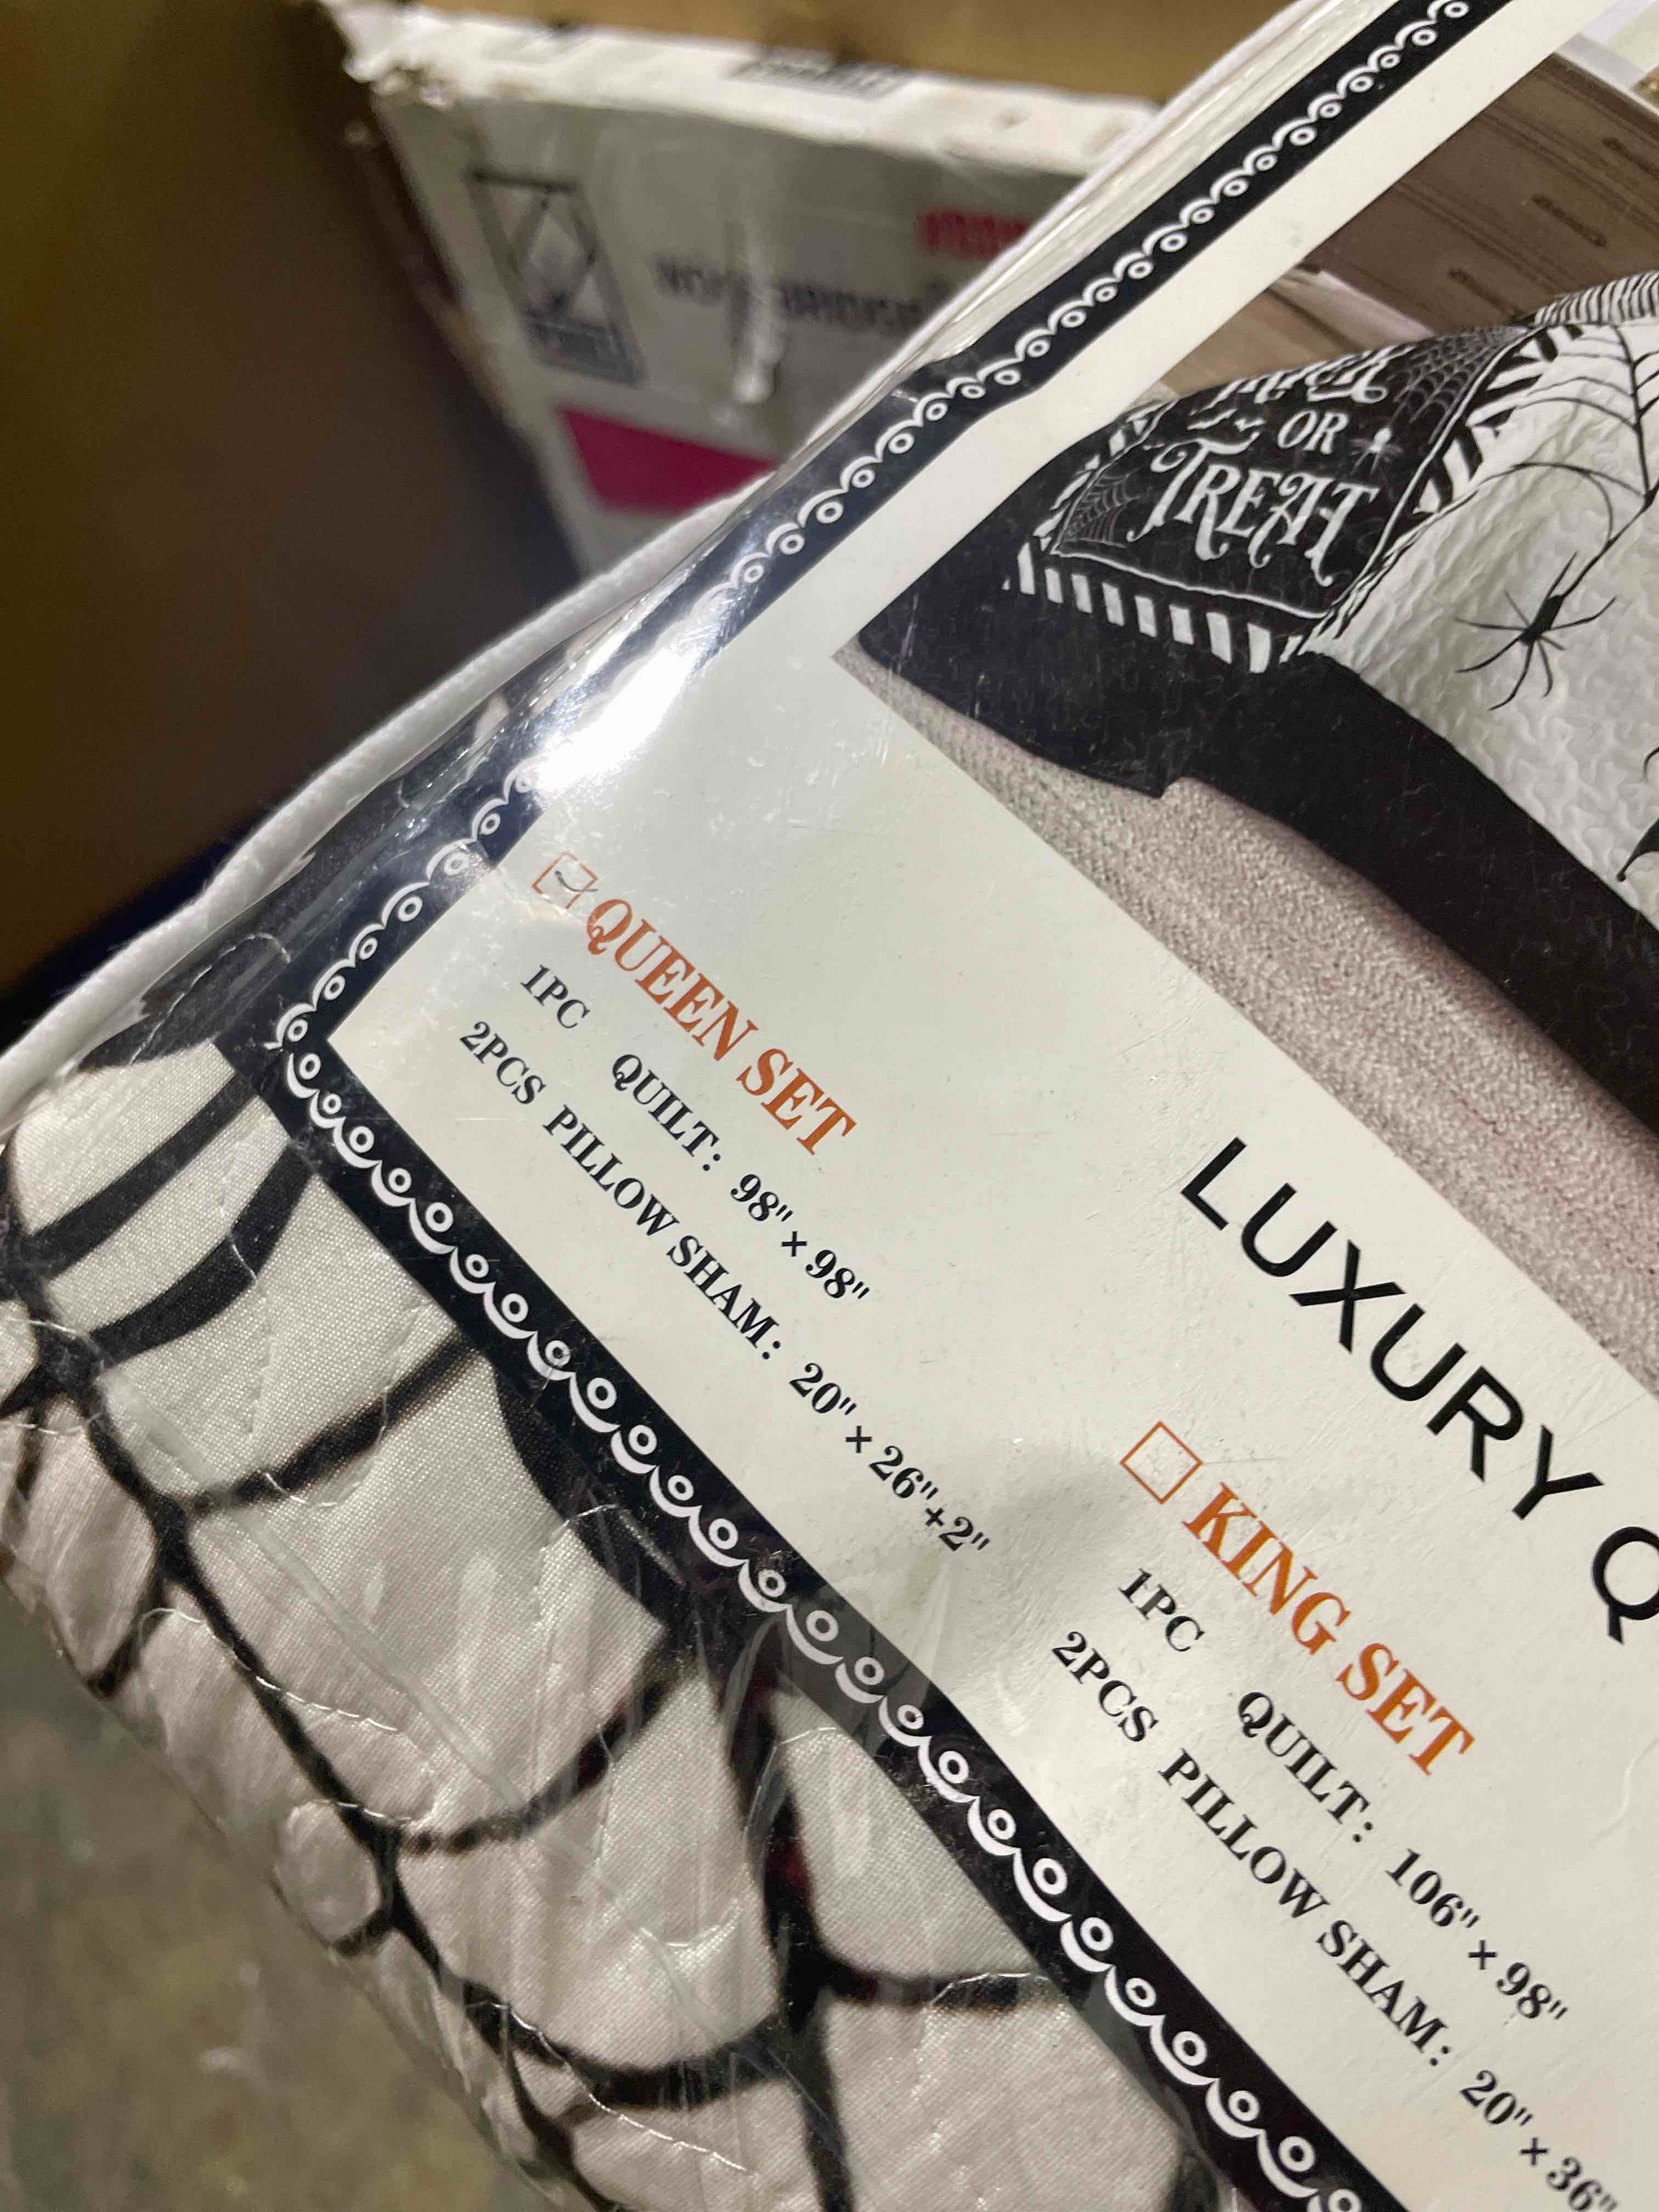 OR
TREAT
QUEEN SET
1PC QUILT: 98"×98"
2PCS PILLOW SHAM: 20"×26"+2"
LUXURY Q
KING SET
1PC QUILT: 106"×98"
2PCS PILLOW SHAM: 20"×36"